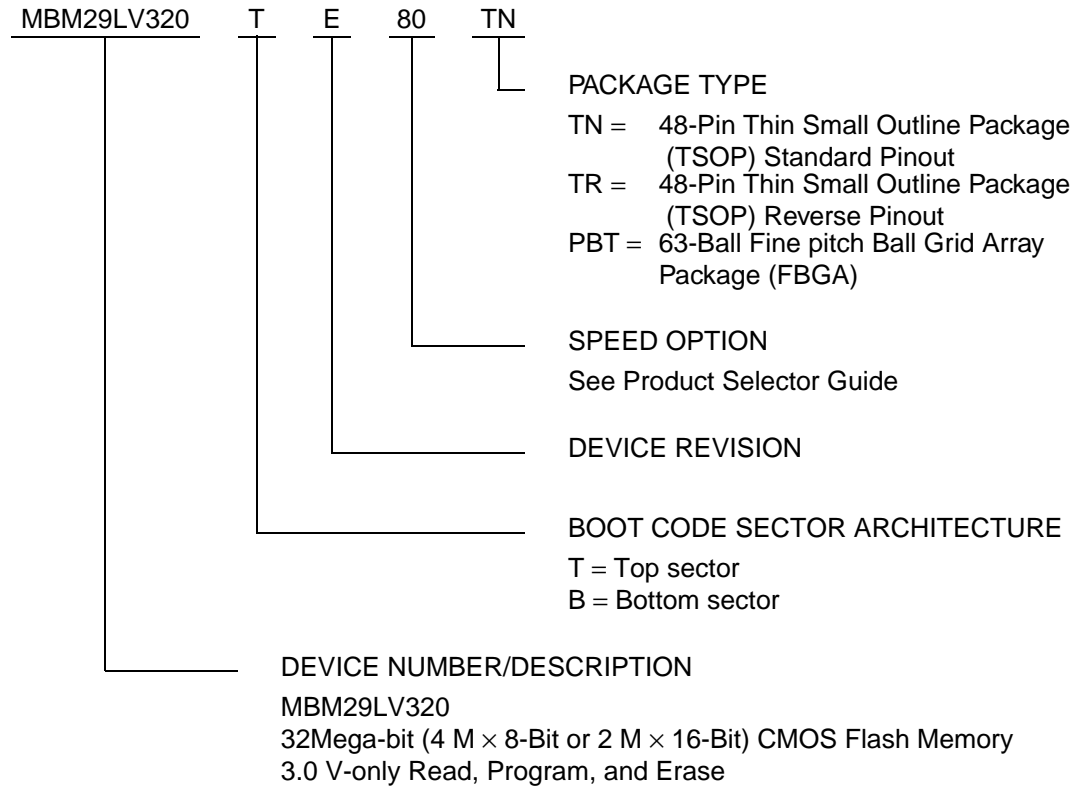 MBM29LV320 T E 80 TN
PACKAGE TYPE
TN = 48-Pin Thin Small Outline Package
(TSOP) Standard Pinout
TR = 48-Pin Thin Small Outline Package
(TSOP) Reverse Pinout
PBT = 63-Ball Fine pitch Ball Grid Array
Package (FBGA)
SPEED OPTION
See Product Selector Guide
DEVICE REVISION
BOOT CODE SECTOR ARCHITECTURE
T = Top sector
B = Bottom sector
DEVICE NUMBER/DESCRIPTION
MBM29LV320
32Mega-bit (4 M × 8-Bit or 2 M × 16-Bit) CMOS Flash Memory
3.0 V-only Read, Program, and Erase